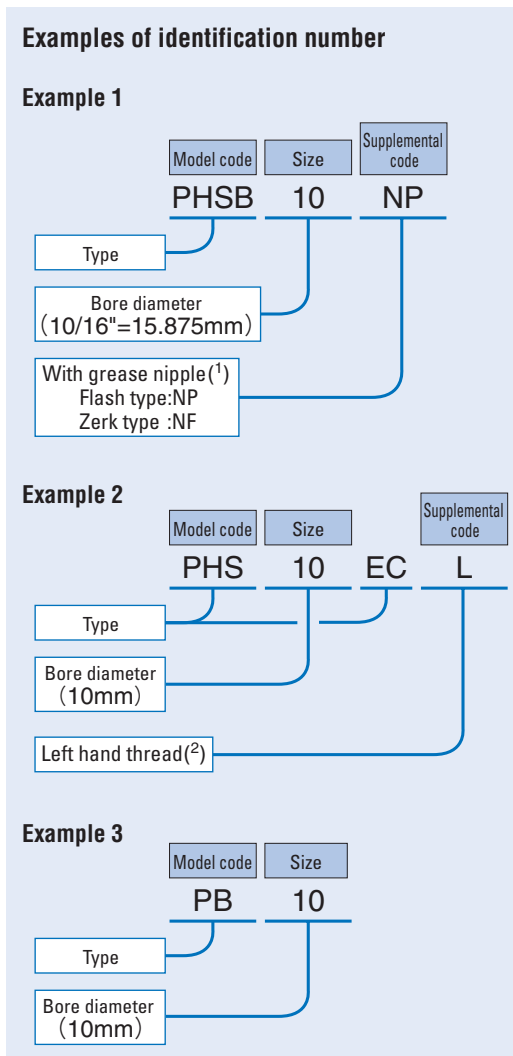 Examples of identification number
Example 1
Model code Size Supplemental code
PHSB 10 NP
Type
Bore diameter
(10/16"=15.875mm)
With grease nipple(1)
Flash type:NP
Zerk type :NF
Example 2
Model code Size Supplemental code
PHS 10 EC L
Type
Bore diameter
(10mm)
Left hand thread(2)
Example 3
Model code Size
PB 10
Type
Bore diameter
(10mm)